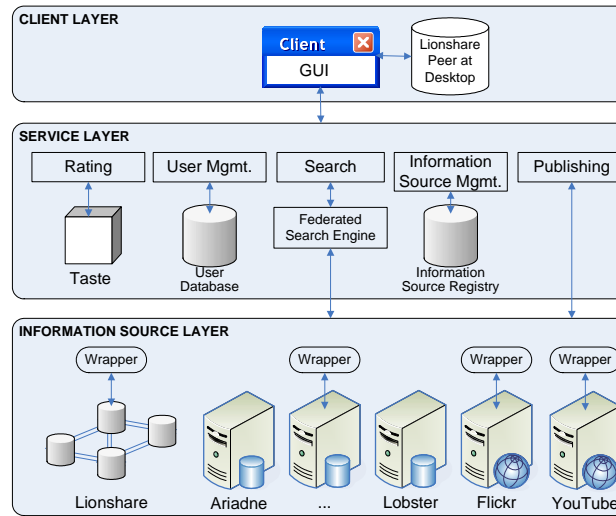 CLIENT LAYER
Client
GUI
Lionshare
Peer at
Desktop
SERVICE LAYER
Rating
User Mgmt.
Search
Information
Source Mgmt.
Publishing
Federated
Search Engine
Taste
User
Database
Information
Source Registry
INFORMATION SOURCE LAYER
Wrapper
Wrapper
Wrapper
Wrapper
Lionshare
Ariadne
...
Lobster
Flickr
YouTube